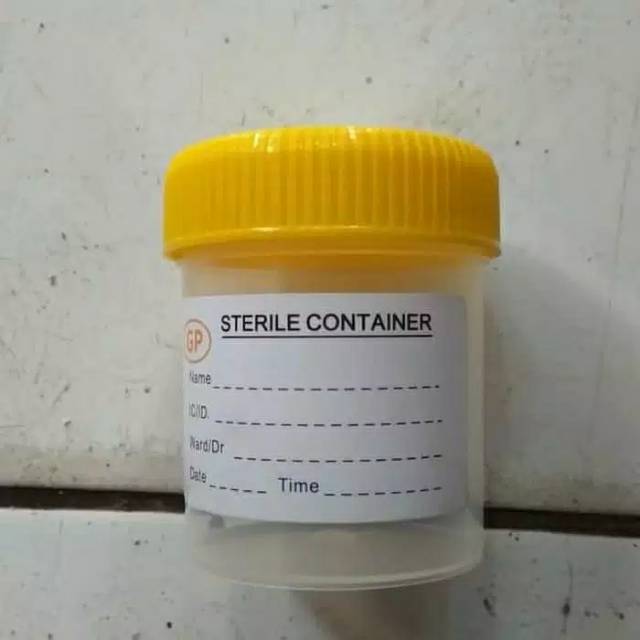 STERILE CONTAINER
GP
Name
IC/ID.
Ward/Dr
Date Time